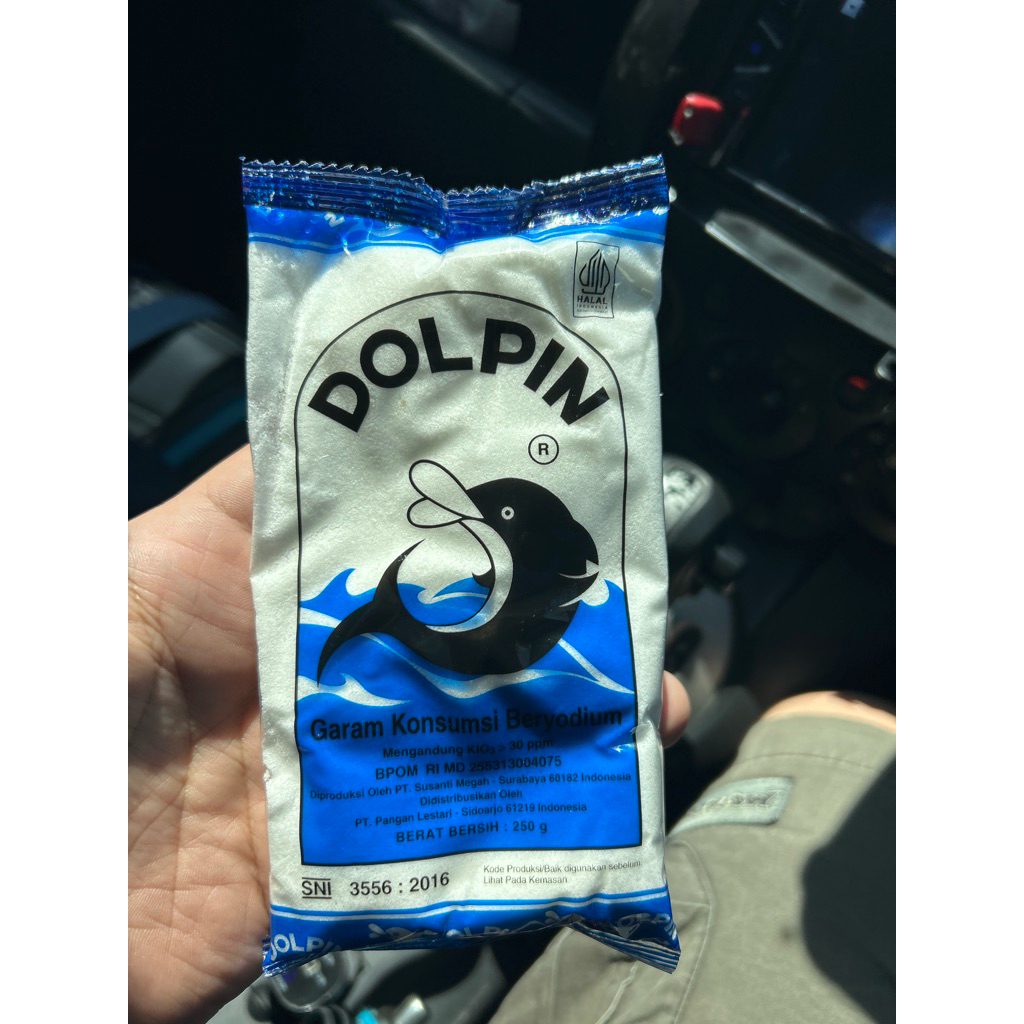 HALAL
INDONESIA
DOLPIN
R
Garam Konsumsi Beryodium
Mengandung KIO₃ > 30 ppm
BPOM RI MD 255313004075
Diproduksi Oleh PT. Susanti Megah - Surabaya 60182 Indonesia
Didistribusikan Oleh
PT. Pangan Lestari - Sidoarjo 61219 Indonesia
BERAT BERSIH : 250 g
SNI 3556 : 2016
Kode Produksi/Baik digunakan sebelum
Lihat Pada Kemasan
DOLPIN